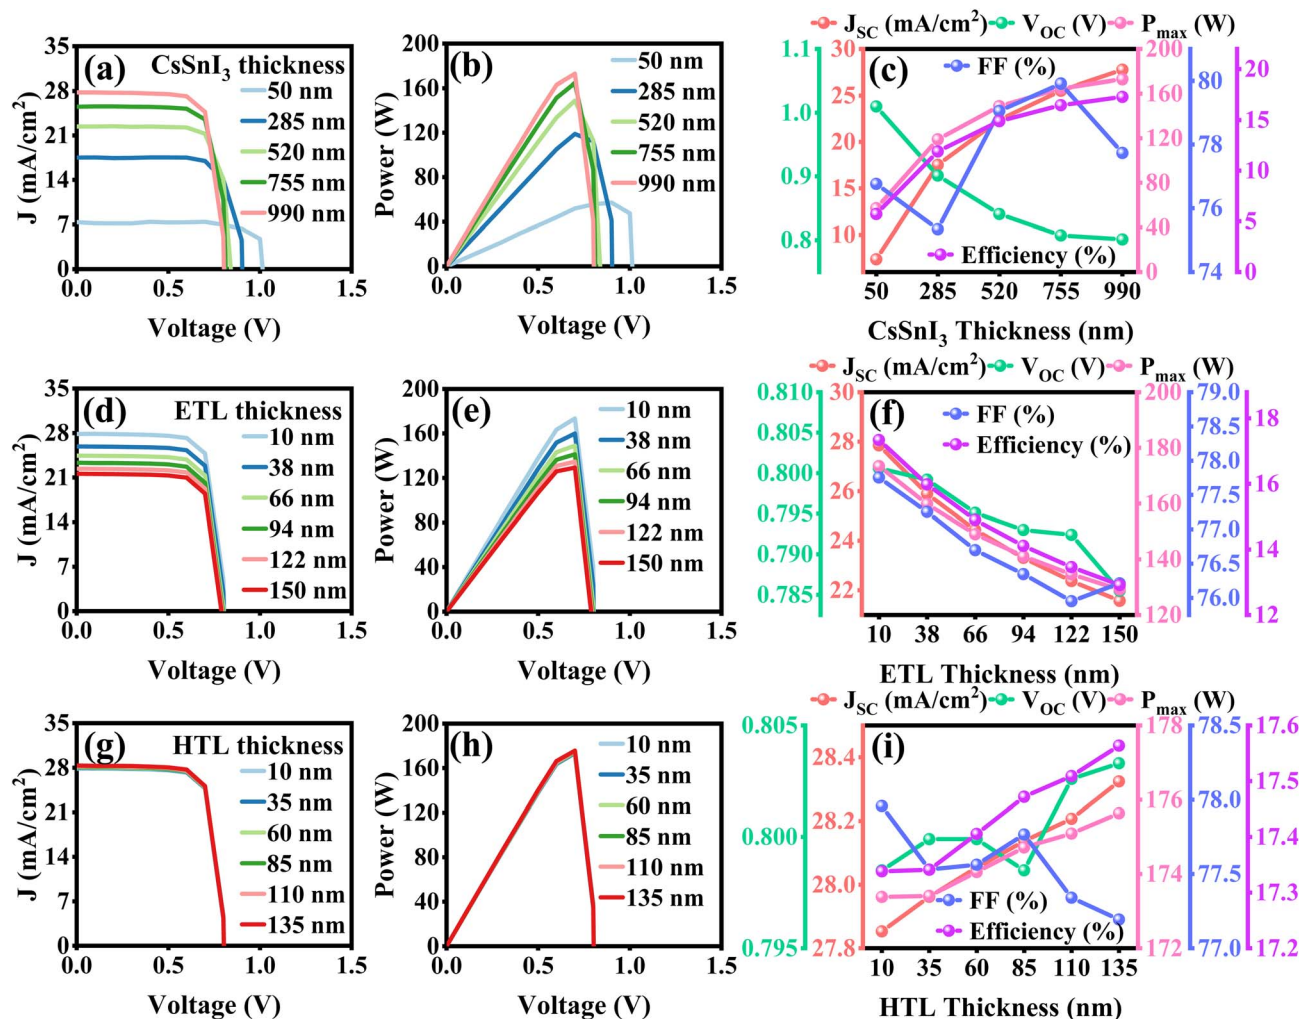 (a) CsSnI₃ thickness
50 nm
285 nm
520 nm
755 nm
990 nm
J (mA/cm²)
35
28
21
14
7
0
0.0 0.5 1.0 1.5
Voltage (V)
(b)
50 nm
285 nm
520 nm
755 nm
990 nm
Power (W)
200
160
120
80
40
0
0.0 0.5 1.0 1.5
Voltage (V)
J_SC (mA/cm²) V_OC (V) P_max (W)
(c) FF (%)
Efficiency (%)
1.1
1.0
0.9
0.8
30
25
20
15
10
200
160
120
80
40
0
80
78
76
74
20
15
10
5
0
50 285 520 755 990
CsSnI₃ Thickness (nm)
(d) ETL thickness
10 nm
38 nm
66 nm
94 nm
122 nm
150 nm
J (mA/cm²)
35
28
21
14
7
0
0.0 0.5 1.0 1.5
Voltage (V)
(e)
10 nm
38 nm
66 nm
94 nm
122 nm
150 nm
Power (W)
200
160
120
80
40
0
0.0 0.5 1.0 1.5
Voltage (V)
J_SC (mA/cm²) V_OC (V) P_max (W)
(f) FF (%)
Efficiency (%)
0.810
0.805
0.800
0.795
0.790
0.785
30
28
26
24
22
200
180
160
140
120
79.0
78.5
78.0
77.5
77.0
76.5
76.0
18
16
14
12
10 38 66 94 122 150
ETL Thickness (nm)
(g) HTL thickness
10 nm
35 nm
60 nm
85 nm
110 nm
135 nm
J (mA/cm²)
35
28
21
14
7
0
0.0 0.5 1.0 1.5
Voltage (V)
(h)
10 nm
35 nm
60 nm
85 nm
110 nm
135 nm
Power (W)
200
160
120
80
40
0
0.0 0.5 1.0 1.5
Voltage (V)
J_SC (mA/cm²) V_OC (V) P_max (W)
(i)
FF (%)
Efficiency (%)
0.805
0.800
0.795
28.4
28.2
28.0
27.8
178
176
174
172
78.5
78.0
77.5
77.0
17.6
17.5
17.4
17.3
17.2
10 35 60 85 110 135
HTL Thickness (nm)